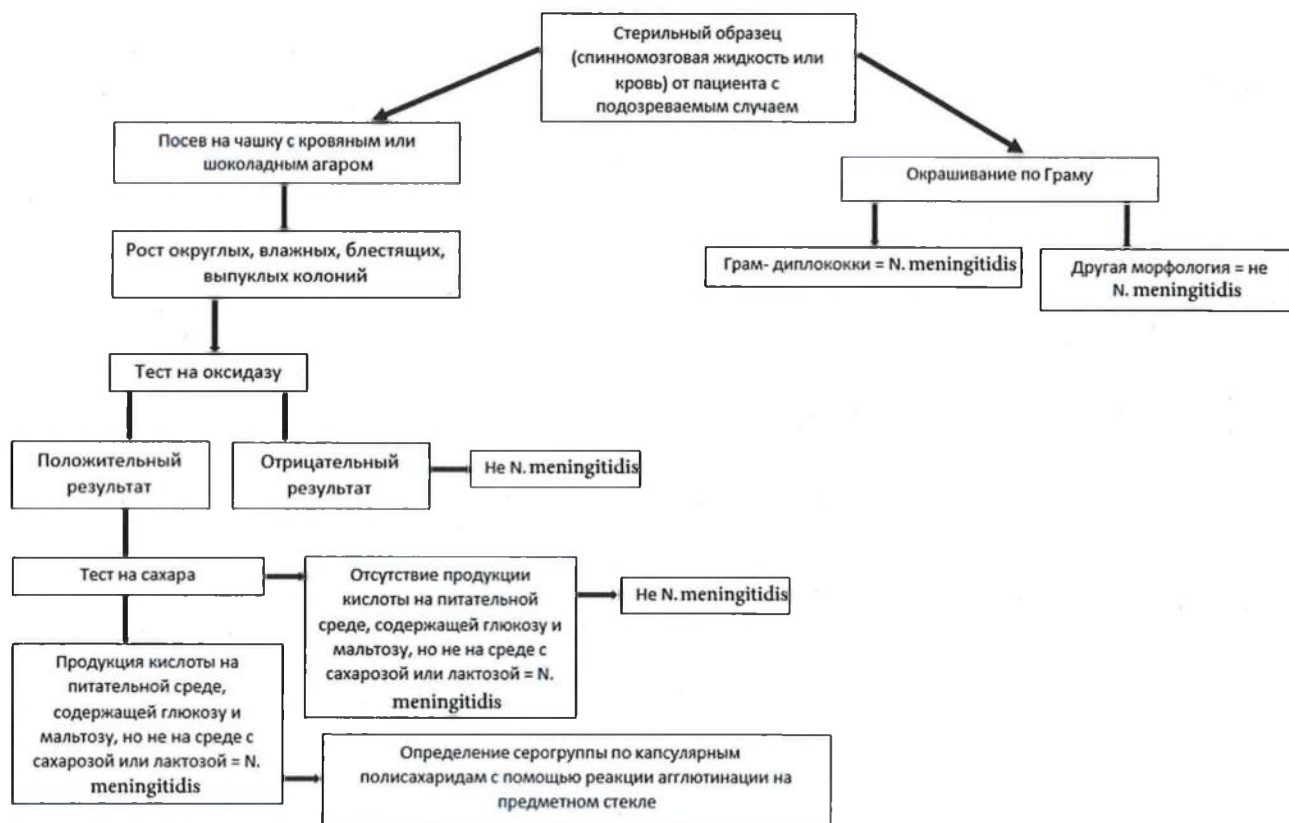 Стерильный образец
(спинномозговая жидкость или
кровь) от пациента с
подозреваемым случаем
Посев на чашку с кровяным или
шоколадным агаром
Окрашивание по Граму
Рост округлых, влажных, блестящих,
выпуклых колоний
Грам- диплококки = N. meningitidis
Другая морфология = не
N. meningitidis
Тест на оксидазу
Положительный
результат
Отрицательный
результат
Не N. meningitidis
Тест на сахара
Отсутствие продукции
кислоты на питательной
среде, содержащей глюкозу и
мальтозу, но не на среде с
сахарозой или лактозой = N.
meningitidis
Не N. meningitidis
Продукция кислоты на
питательной среде,
содержащей глюкозу и
мальтозу, но не на среде с
сахарозой или лактозой = N.
meningitidis
Определение серогруппы по капсулярным
полисахаридам с помощью реакции агглютинации на
предметном стекле